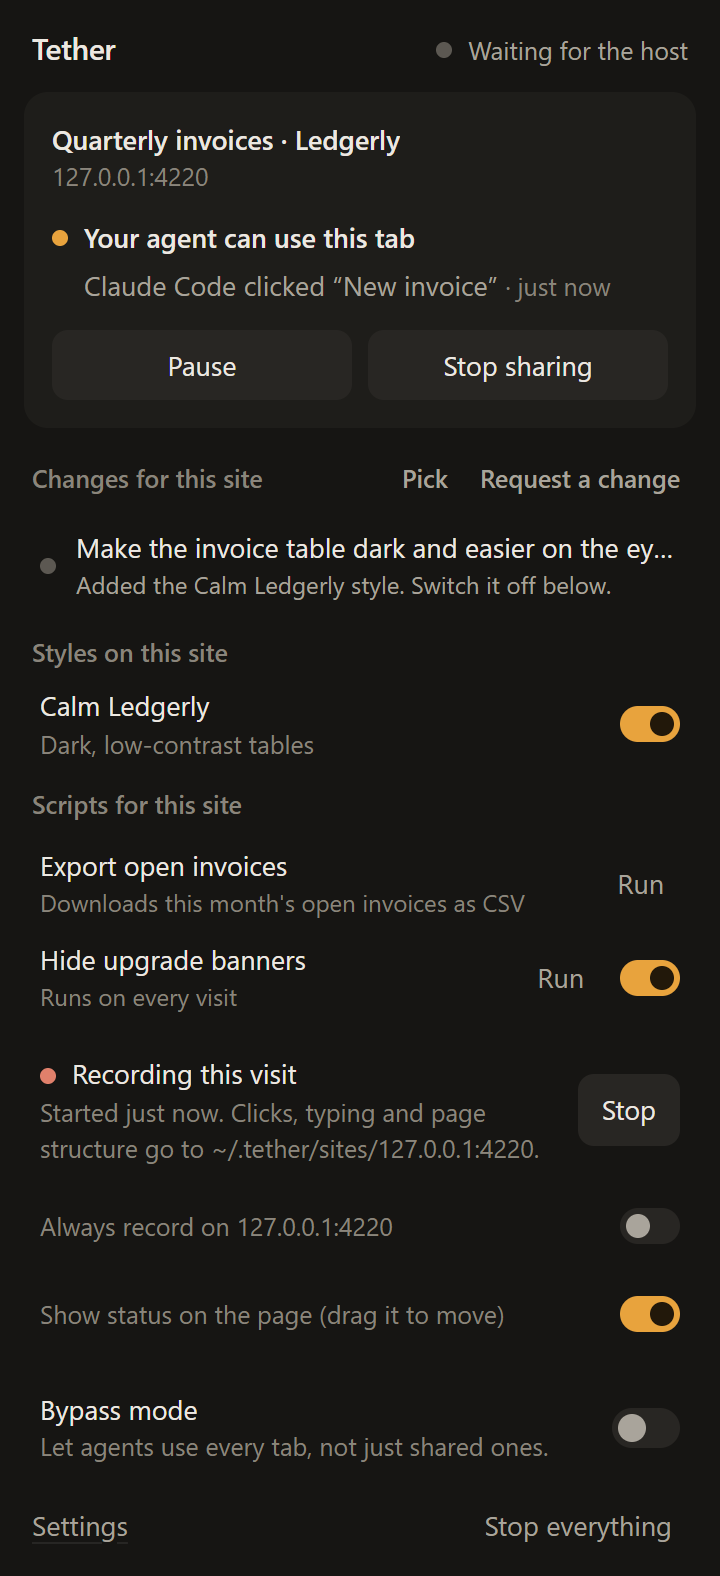 Tether
Waiting for the host
Quarterly invoices · Ledgerly
127.0.0.1:4220
Your agent can use this tab
Claude Code clicked “New invoice” · just now
Pause
Stop sharing
Changes for this site
Pick
Request a change
Make the invoice table dark and easier on the ey...
Added the Calm Ledgerly style. Switch it off below.
Styles on this site
Calm Ledgerly
Dark, low-contrast tables
Scripts for this site
Export open invoices
Downloads this month's open invoices as CSV
Run
Hide upgrade banners
Runs on every visit
Run
Recording this visit
Started just now. Clicks, typing and page
structure go to ~/.tether/sites/127.0.0.1:4220.
Stop
Always record on 127.0.0.1:4220
Show status on the page (drag it to move)
Bypass mode
Let agents use every tab, not just shared ones.
Settings
Stop everything